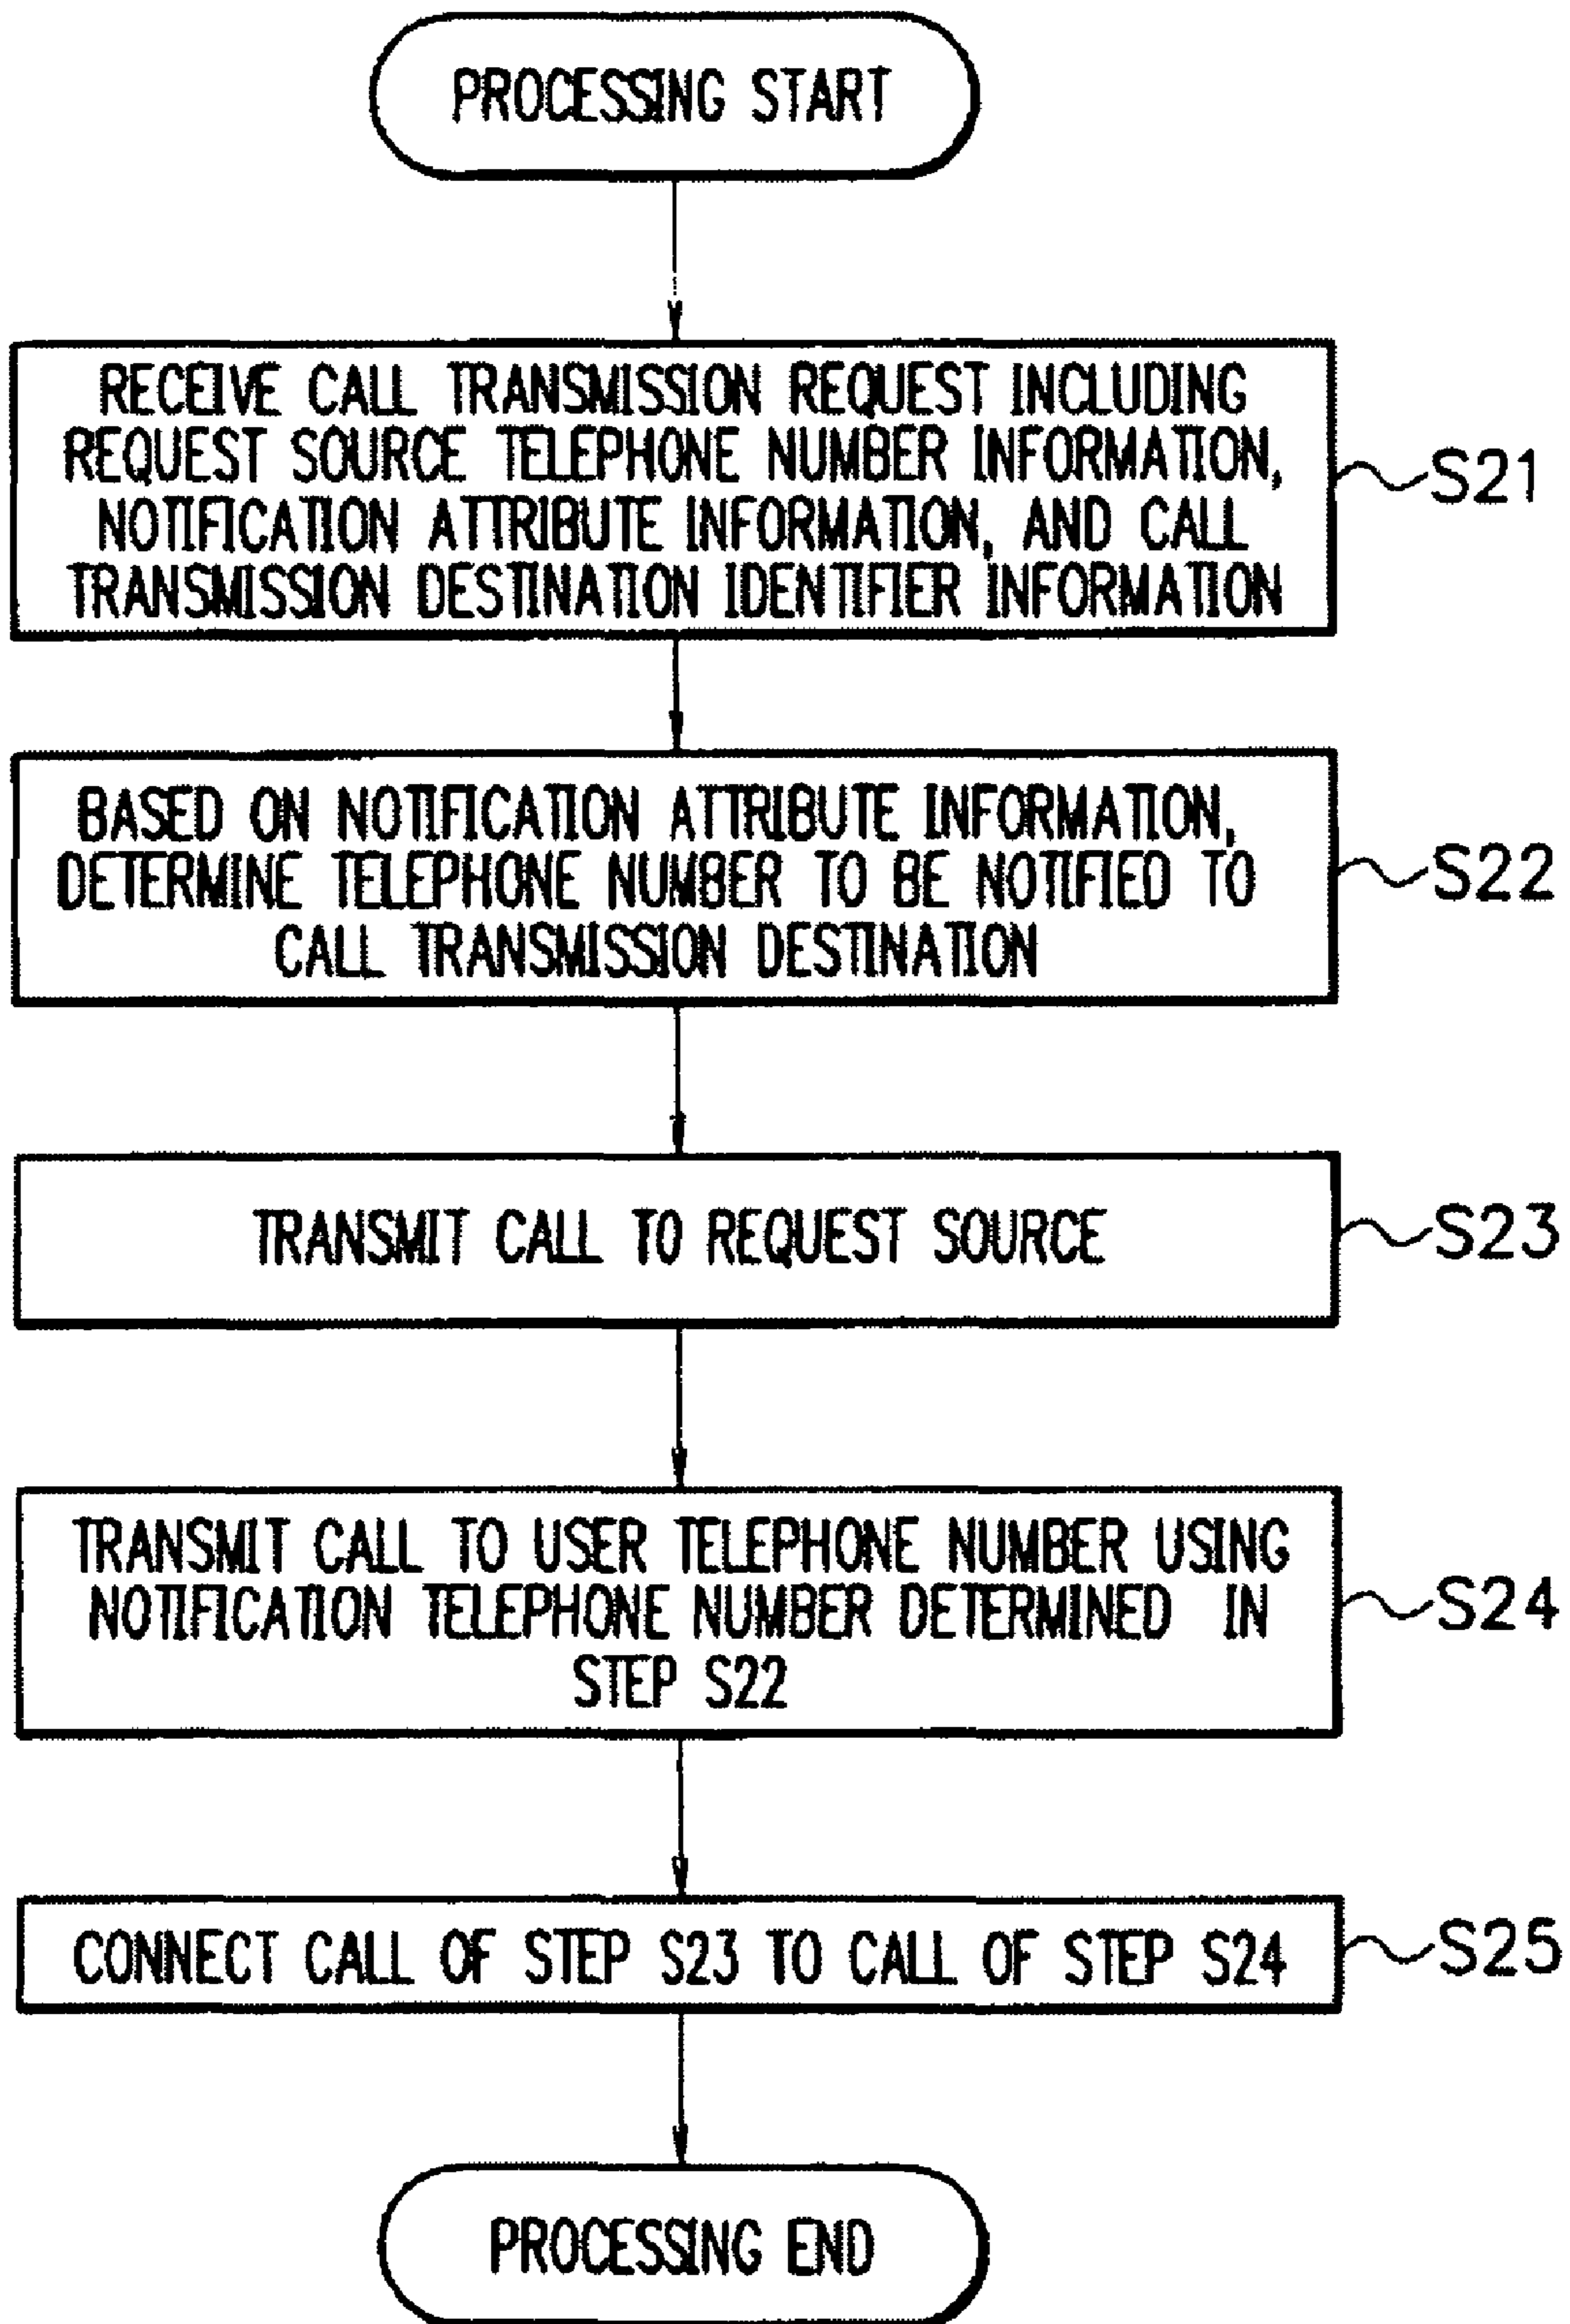 PROCESSING START
RECEIVE CALL TRANSMISSION REQUEST INCLUDING
REQUEST SOURCE TELEPHONE NUMBER INFORMATION,
NOTIFICATION ATTRIBUTE INFORMATION, AND CALL
TRANSMISSION DESTINATION IDENTIFIER INFORMATION
S21
BASED ON NOTIFICATION ATTRIBUTE INFORMATION,
DETERMINE TELEPHONE NUMBER TO BE NOTIFIED TO
CALL TRANSMISSION DESTINATION
S22
TRANSMIT CALL TO REQUEST SOURCE
S23
TRANSMIT CALL TO USER TELEPHONE NUMBER USING
NOTIFICATION TELEPHONE NUMBER DETERMINED IN
STEP S22
S24
CONNECT CALL OF STEP S23 TO CALL OF STEP S24
S25
PROCESSING END